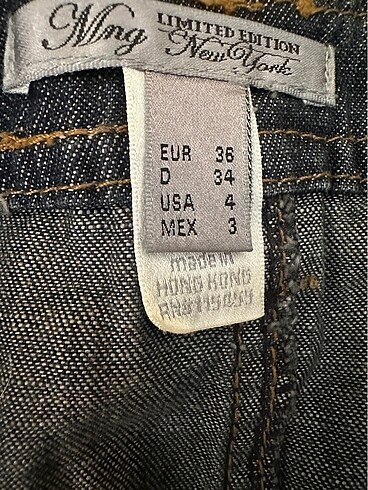 Mng LIMITED EDITION
New York
EUR 36
D 34
USA 4
MEX 3
made in
HONG KONG